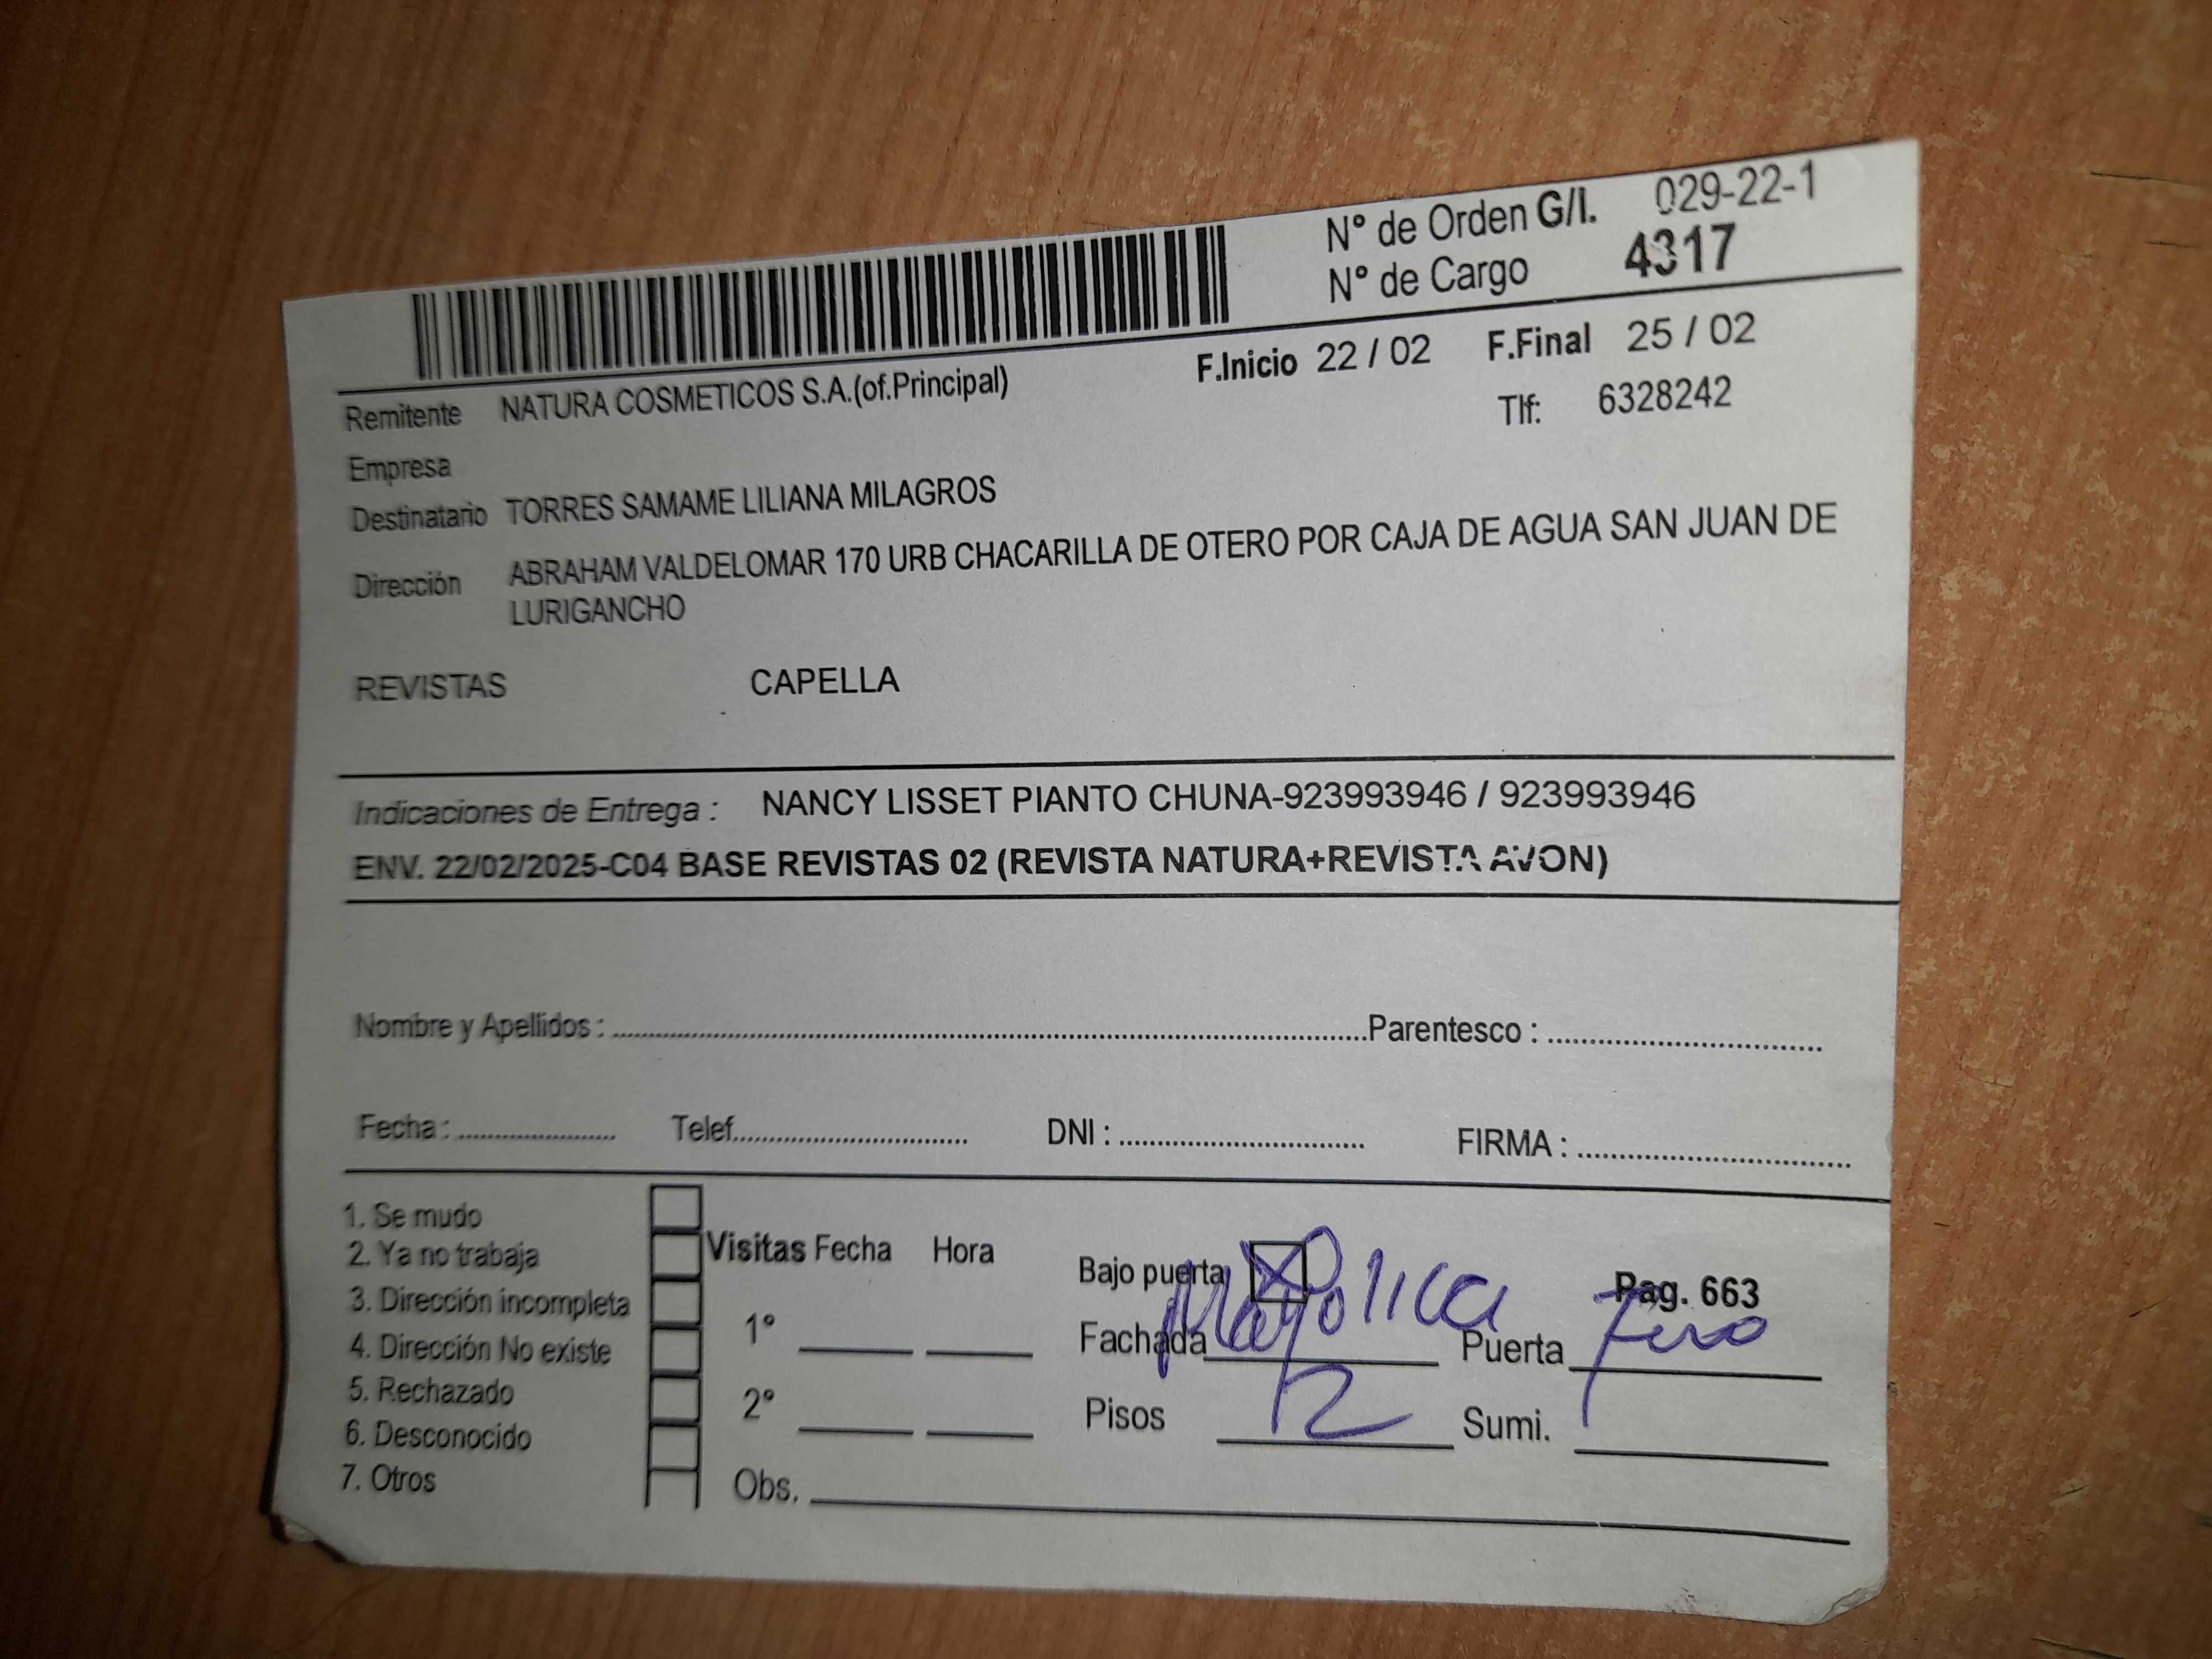 Nº de Orden G/I. 029-22-1
Nº de Cargo 4317
F.Inicio 22 / 02 F.Final 25 / 02
Remitente NATURA COSMETICOS S.A.(of.Principal)
Tlf: 6328242
Empresa
Destinatario TORRES SAMAME LILIANA MILAGROS
Dirección ABRAHAM VALDELOMAR 170 URB CHACARILLA DE OTERO POR CAJA DE AGUA SAN JUAN DE
LURIGANCHO
REVISTAS CAPELLA
Indicaciones de Entrega : NANCY LISSET PIANTO CHUNA-923993946 / 923993946
ENV. 22/02/2025-C04 BASE REVISTAS 02 (REVISTA NATURA+REVISTA AVON)
Nombre y Apellidos : Parentesco :
Fecha : Telef. DNI : FIRMA :
1. Se mudo
2. Ya no trabaja
3. Dirección incompleta
4. Dirección No existe
5. Rechazado
6. Desconocido
7. Otros
Visitas Fecha Hora
1°
2°
Obs.
Bajo puerta X Pag. 663
Fachada Mayolica Puerta Fierro
Pisos 2 Sumi.